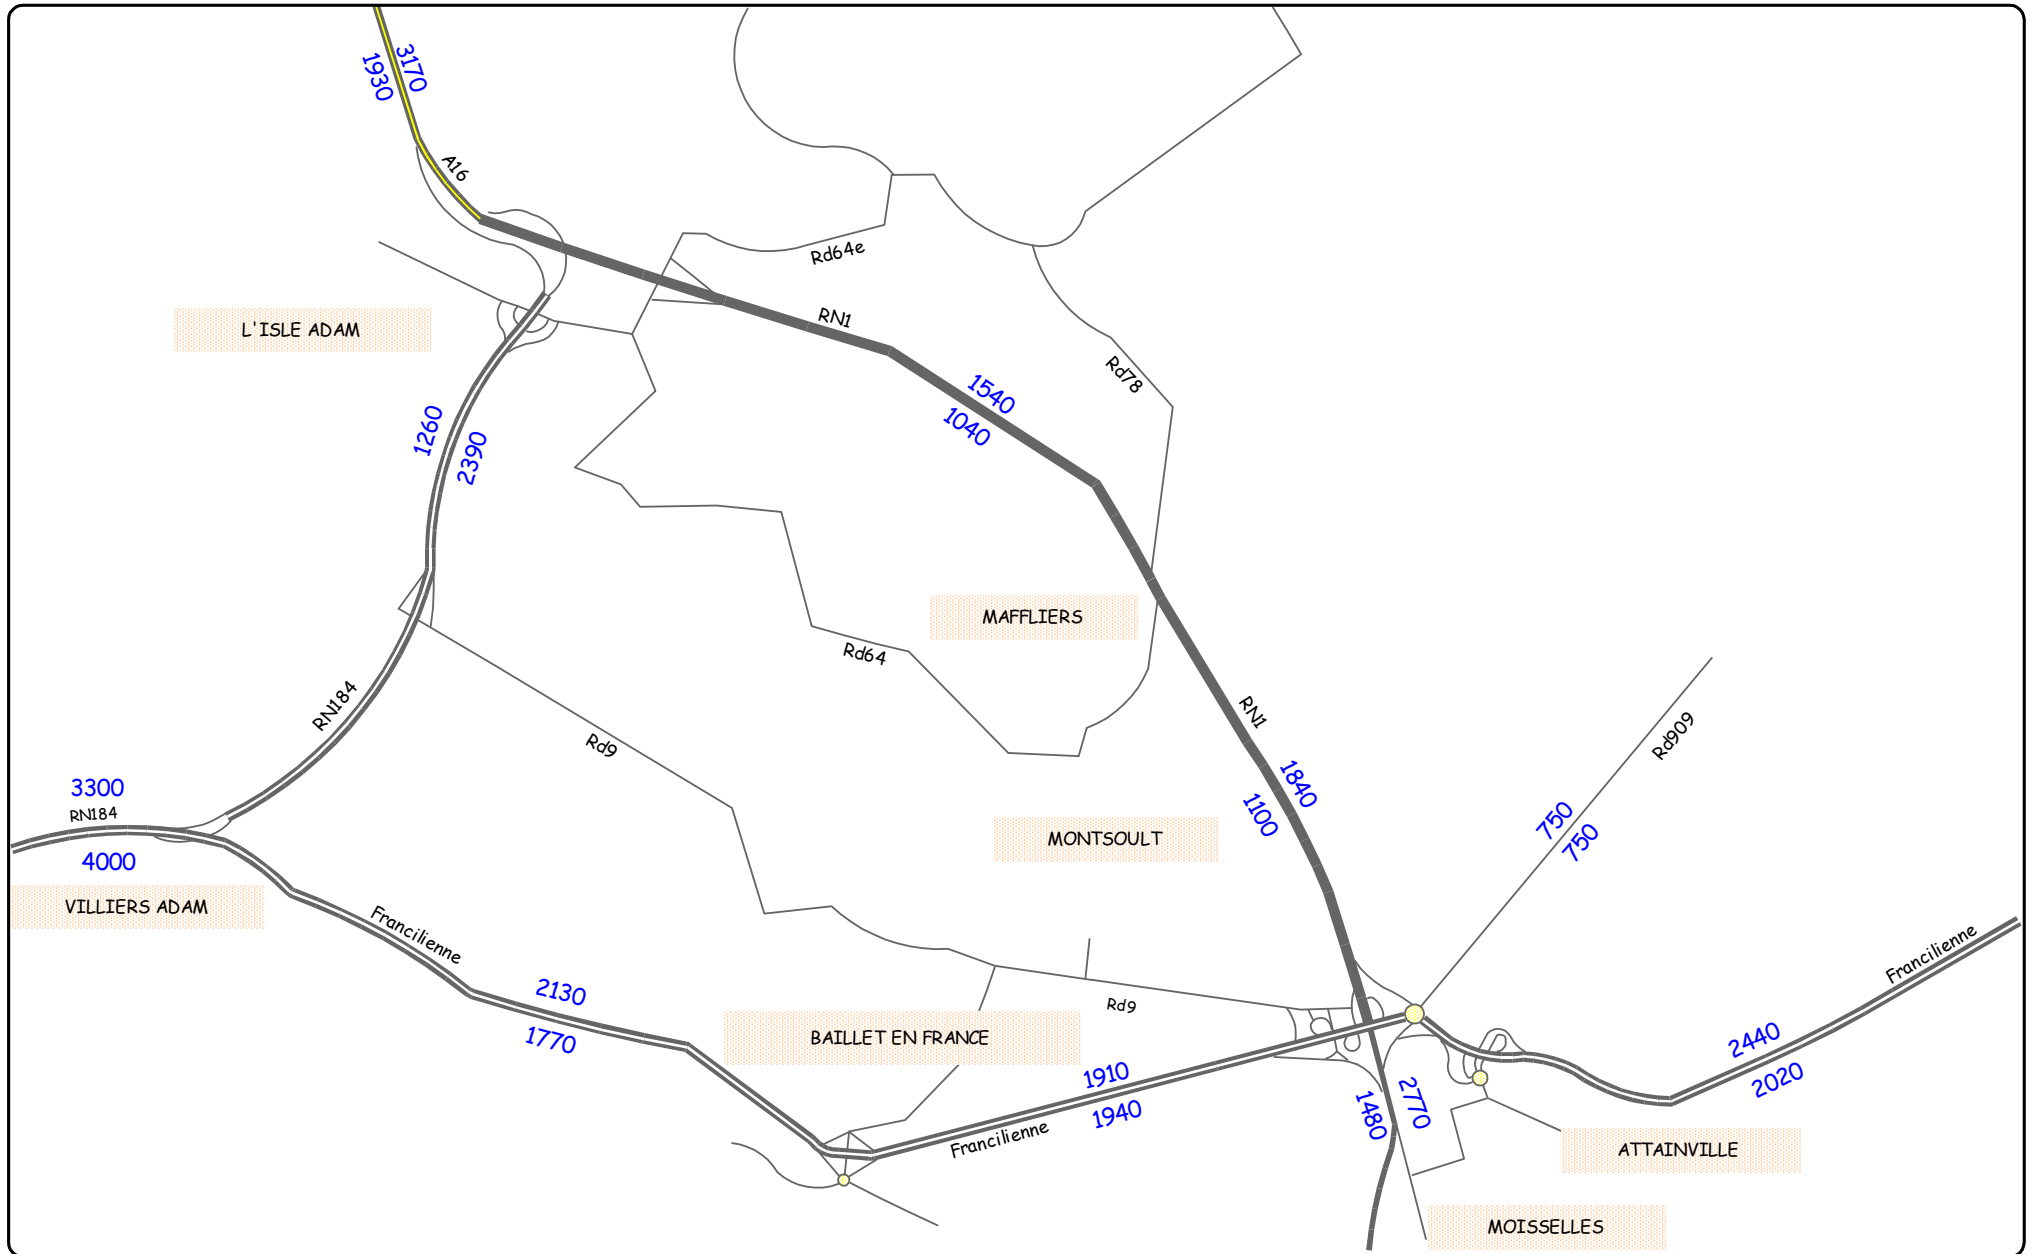 3170
1930
A16
Rd64e
L'ISLE ADAM
RN1
Rd78
1540
1040
1260
2390
MAFFLIERS
Rd64
RN184
RN1
Rd9
Rd909
1840
1100
3300
RN184
4000
750
750
MONTSOULT
VILLIERS ADAM
Francilienne
Francilienne
2130
1770
Rd9
BAILLET EN FRANCE
2440
2020
1910
1940
1480
2770
Francilienne
ATTAINVILLE
MOISSELLES